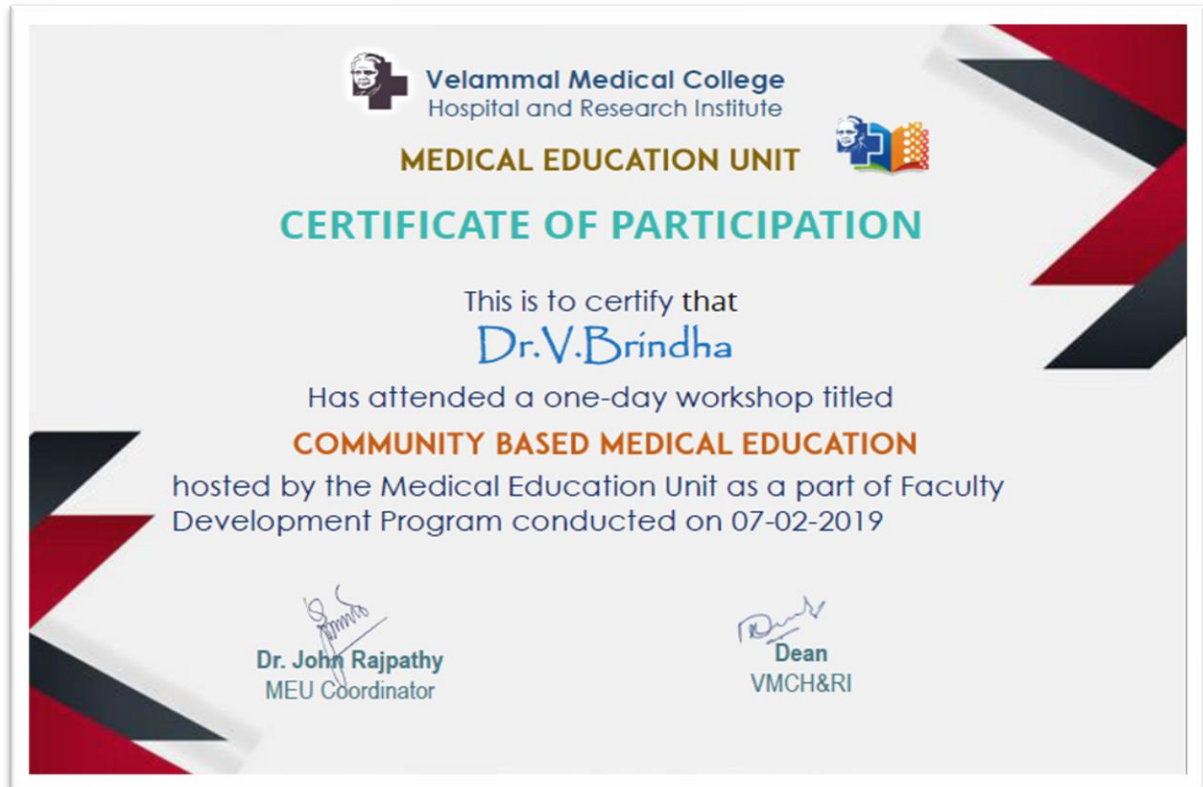 Velammal Medical College
Hospital and Research Institute
MEDICAL EDUCATION UNIT
CERTIFICATE OF PARTICIPATION
This is to certify that
Dr.V.Brindha
Has attended a one-day workshop titled
COMMUNITY BASED MEDICAL EDUCATION
hosted by the Medical Education Unit as a part of Faculty
Development Program conducted on 07-02-2019
Dr. John Rajpathy
MEU Coordinator
Dean
VMCH&RI